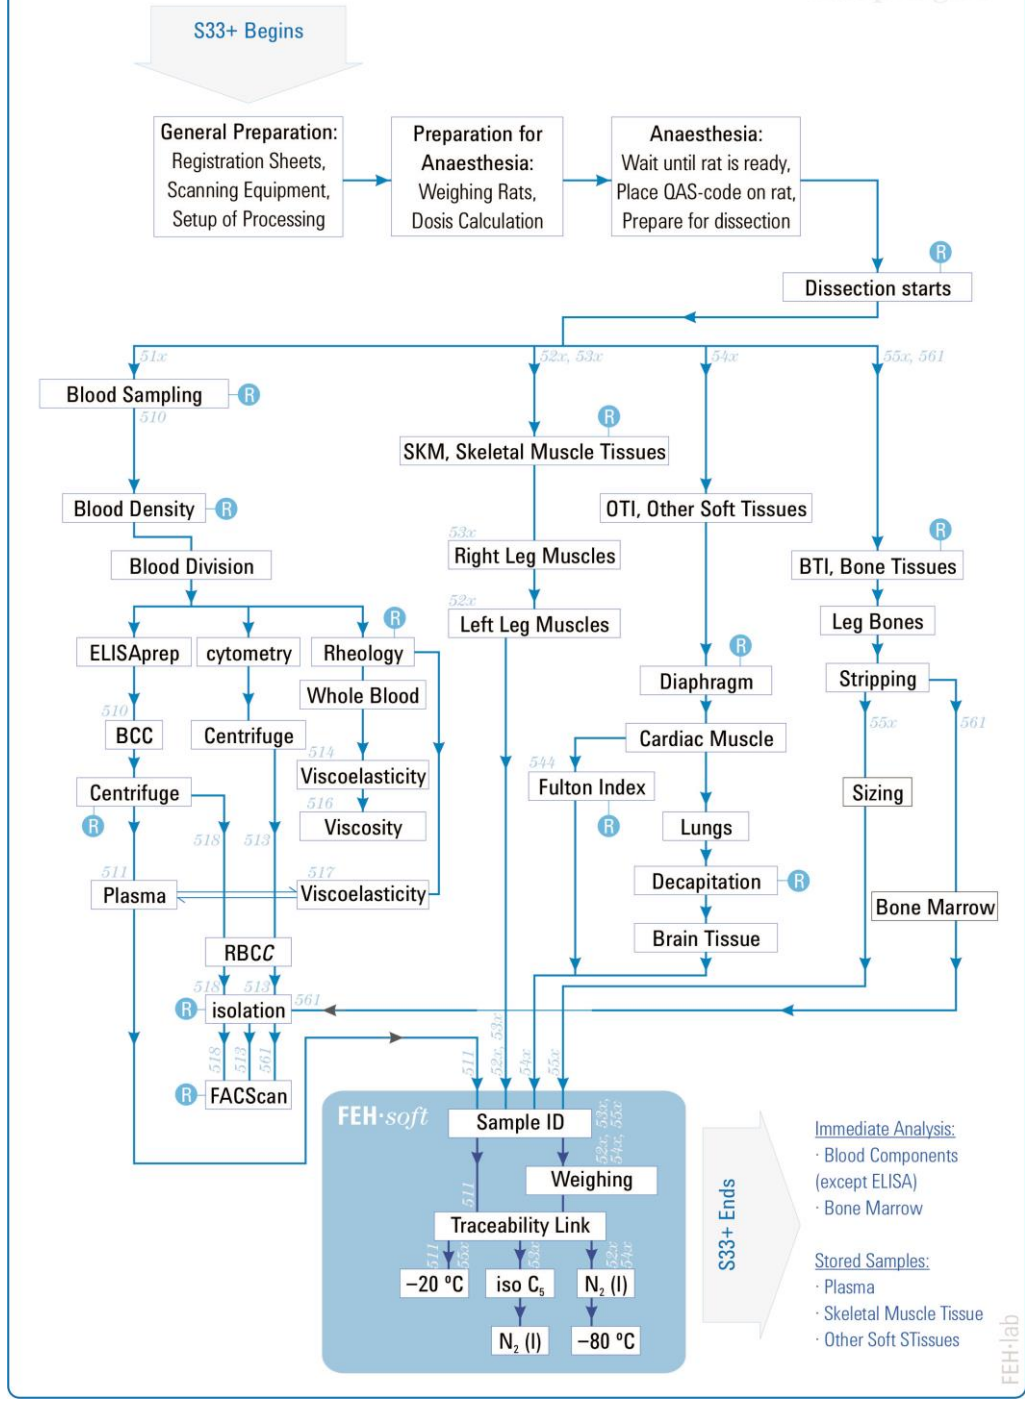 S33+ Begins
General Preparation:
Registration Sheets,
Scanning Equipment,
Setup of Processing
Preparation for
Anaesthesia:
Weighing Rats,
Dosis Calculation
Anaesthesia:
Wait until rat is ready,
Place QAS-code on rat,
Prepare for dissection
R
Dissection starts
51x
52x, 53x
54x
55x, 561
Blood Sampling
R
510
R
SKM, Skeletal Muscle Tissues
Blood Density
R
OTI, Other Soft Tissues
R
53x
Right Leg Muscles
Blood Division
BTI, Bone Tissues
52x
Left Leg Muscles
Leg Bones
R
ELISAprep
cytometry
Rheology
R
Diaphragm
Stripping
Whole Blood
510
BCC
Centrifuge
Cardiac Muscle
55x
561
514
Viscoelasticity
544
Fulton Index
R
Centrifuge
R
Sizing
516
Viscosity
Lungs
518
513
511
Plasma
517
Viscoelasticity
Decapitation
R
Bone Marrow
Brain Tissue
RBCC
518
513
R
isolation
561
518
513
561
R
FACScan
511
52x, 53x
54x
55x
FEH·soft
Sample ID
52x, 53x,
54x, 55x
Weighing
511
Traceability Link
511
55x
53x
52x
54x
–20 ºC
iso C5
N2 (l)
N2 (l)
–80 ºC
S33+ Ends
Immediate Analysis:
· Blood Components
(except ELISA)
· Bone Marrow
Stored Samples:
· Plasma
· Skeletal Muscle Tissue
· Other Soft STissues
FEH·lab